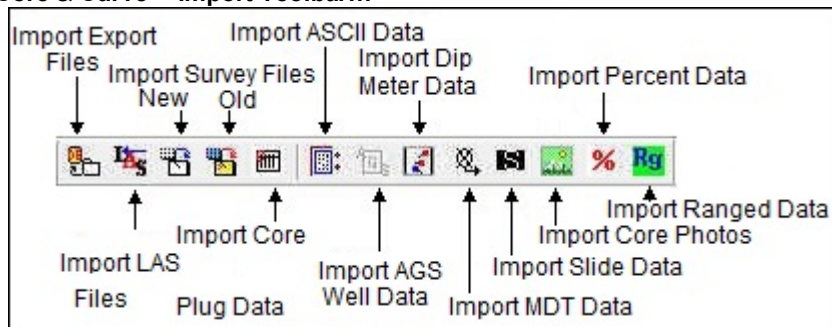 Import Export
Files
Import ASCII Data
Import Survey Files
New Old
Import Dip
Meter Data
Import Percent Data
LAS
%
Rg
Import LAS
Files
Import Core
Plug Data
Import AGS
Well Data
Import MDT Data
Import Slide Data
Import Core Photos
Import Ranged Data